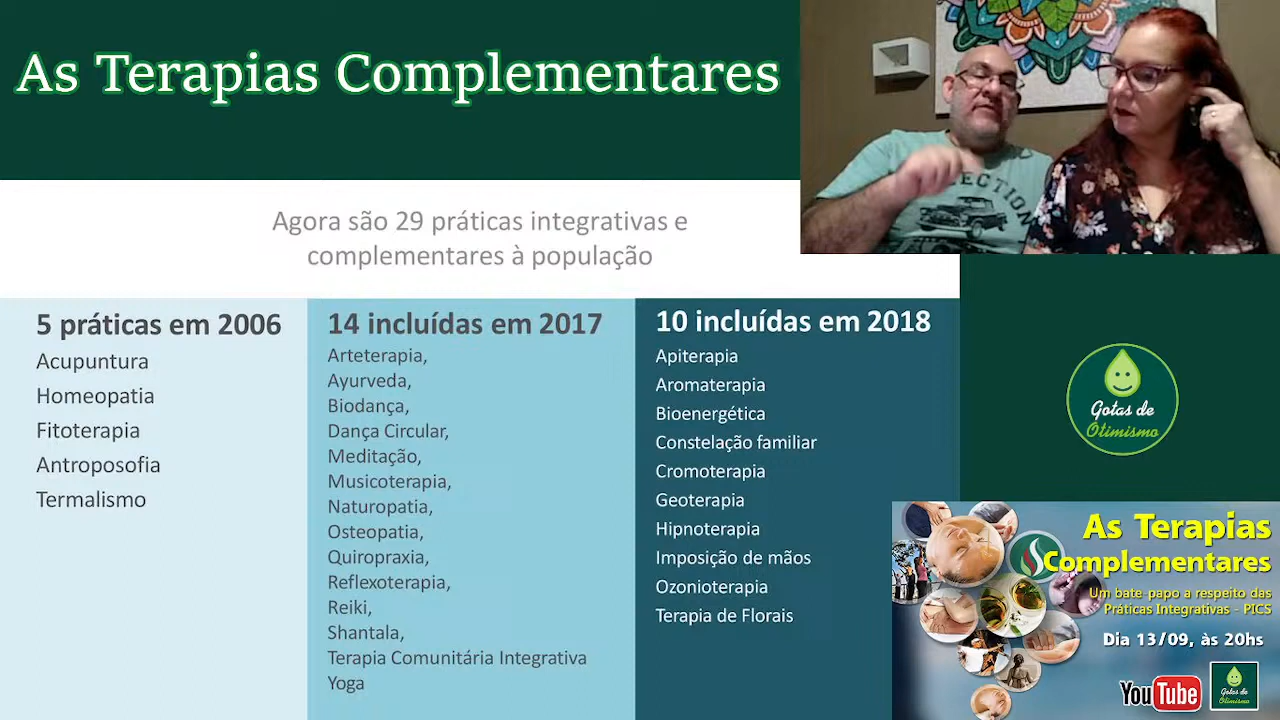 As Terapias Complementares
Agora são 29 práticas integrativas e
complementares à população
5 práticas em 2006
Acupuntura
Homeopatia
Fitoterapia
Antroposofia
Termalismo
14 incluídas em 2017
Arteterapia,
Ayurveda,
Biodança,
Dança Circular,
Meditação,
Musicoterapia,
Naturopatia,
Osteopatia,
Quiropraxia,
Reflexoterapia,
Reiki,
Shantala,
Terapia Comunitária Integrativa
Yoga
10 incluídas em 2018
Apiterapia
Aromaterapia
Bioenergética
Constelação familiar
Cromoterapia
Geoterapia
Hipnoterapia
Imposição de mãos
Ozonioterapia
Terapia de Florais
Gotas de
Otimismo
As Terapias
Complementares
Um bate-papo a respeito das
Práticas Integrativas - PICS
Dia 13/09, às 20hs
YouTube
Gotas de
Otimismo